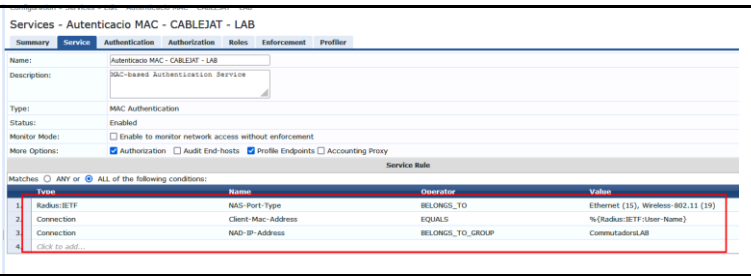 Services - Autenticacio MAC - CABLEJAT - LAB
Summary Service Authentication Authorization Roles Enforcement Profiler
Name: Autenticacio MAC - CABLEJAT - LAB
Description: MAC-based Authentication Service
Type: MAC Authentication
Status: Enabled
Monitor Mode: Enable to monitor network access without enforcement
More Options: Authorization Audit End-hosts Profile Endpoints Accounting Proxy
Service Rule
Matches ANY or ALL of the following conditions:
Type Name Operator Value
1. Radius:IETF NAS-Port-Type BELONGS_TO Ethernet (15), Wireless-802.11 (19)
2. Connection Client-Mac-Address EQUALS %{Radius:IETF:User-Name}
3. Connection NAD-IP-Address BELONGS_TO_GROUP CommutadorsLAB
4. Click to add...